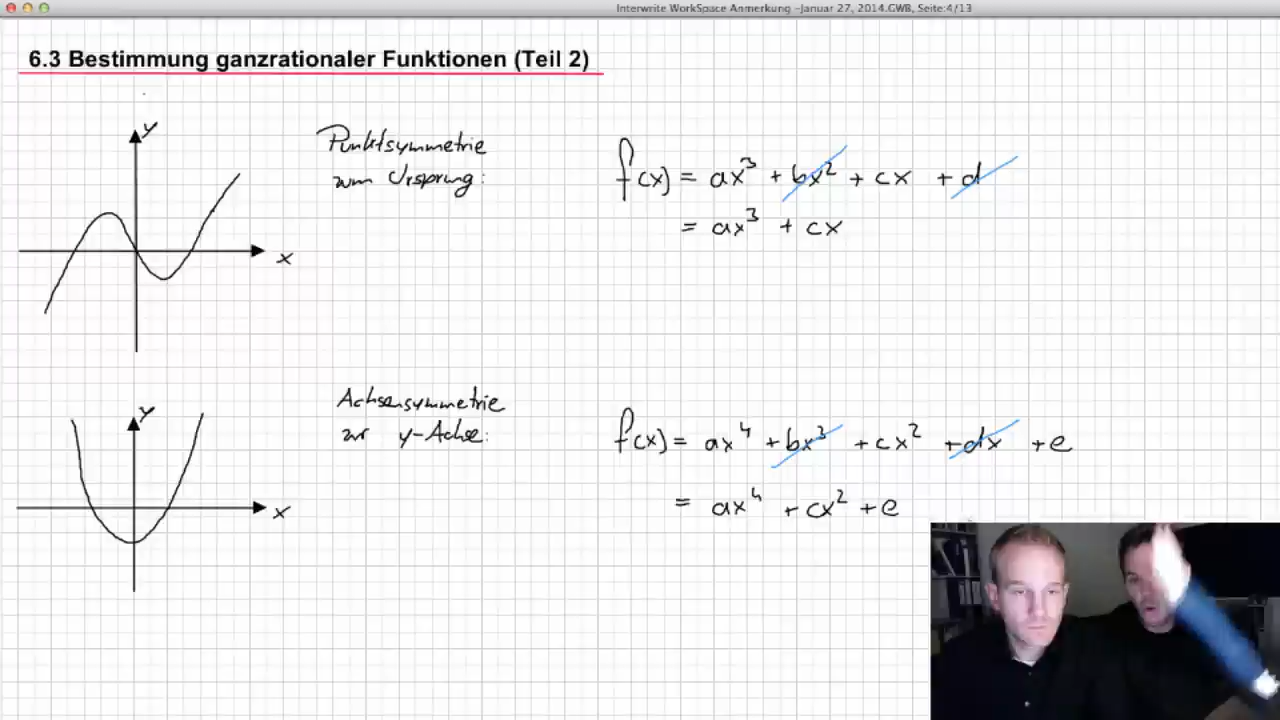 Interwrite WorkSpace Anmerkung –Januar 27, 2014.GWB, Seite:4/13
6.3 Bestimmung ganzrationaler Funktionen (Teil 2)
y
x
Punktsymmetrie
zum Ursprung:
f(x) = ax³ + bx² + cx + d
= ax³ + cx
y
x
Achsensymmetrie
zur y-Achse:
f(x) = ax⁴ + bx³ + cx² + dx + e
= ax⁴ + cx² + e